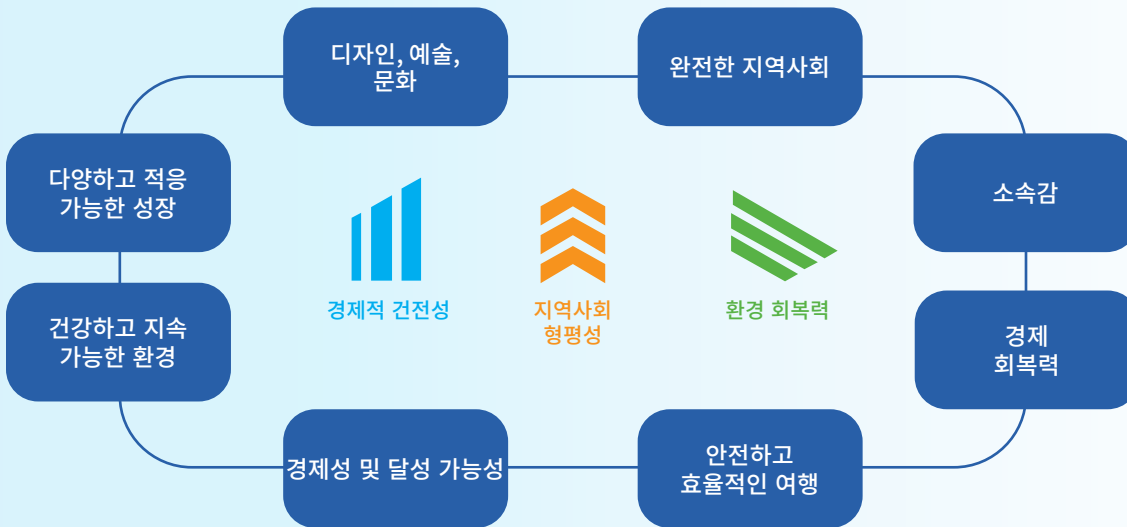 디자인, 예술,
문화
완전한 지역사회
다양하고 적응
가능한 성장
소속감
경제적 건전성
지역사회
형평성
환경 회복력
건강하고 지속
가능한 환경
경제
회복력
경제성 및 달성 가능성
안전하고
효율적인 여행